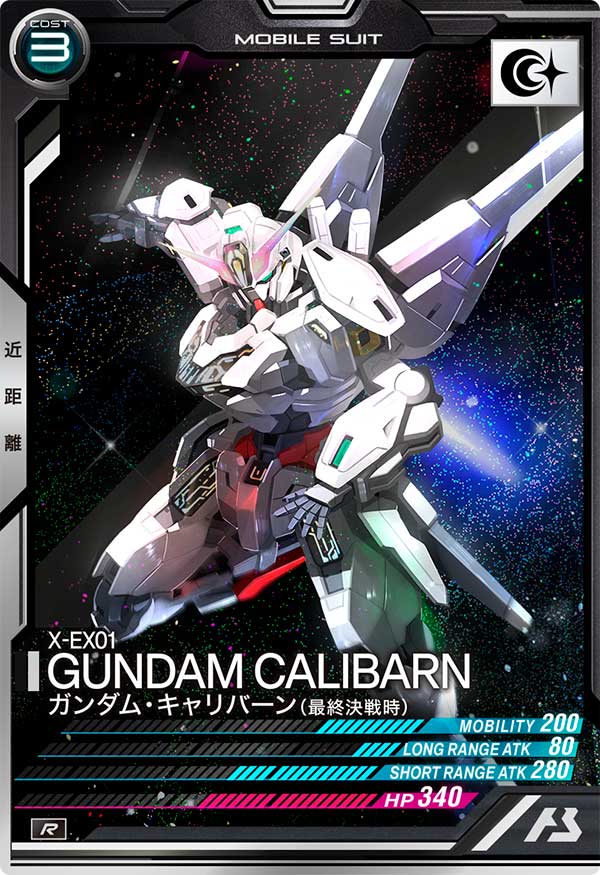 COST
3
MOBILE SUIT
近距離
X-EX01
GUNDAM CALIBARN
ガンダム・キャリバーン(最終決戦時)
MOBILITY 200
LONG RANGE ATK 80
SHORT RANGE ATK 280
HP 340
R